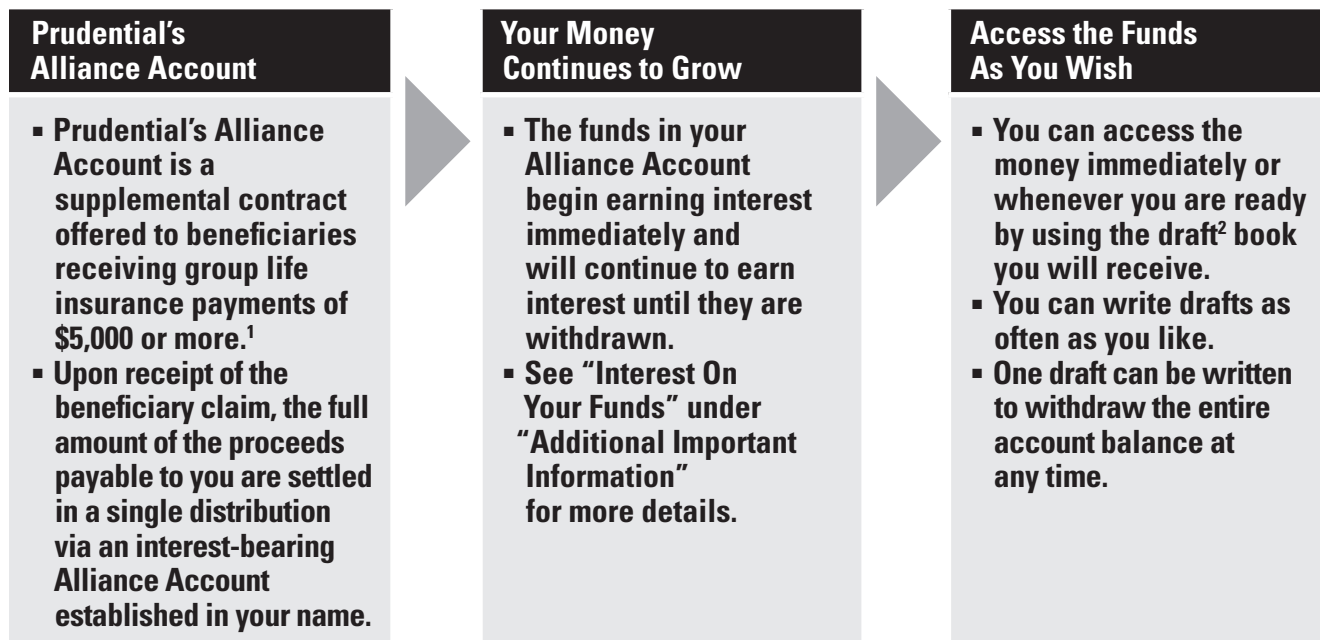 Prudential's
Alliance Account
▪ Prudential's Alliance
Account is a
supplemental contract
offered to beneficiaries
receiving group life
insurance payments of
$5,000 or more.¹
▪ Upon receipt of the
beneficiary claim, the full
amount of the proceeds
payable to you are settled
in a single distribution
via an interest-bearing
Alliance Account
established in your name.
Your Money
Continues to Grow
▪ The funds in your
Alliance Account
begin earning interest
immediately and
will continue to earn
interest until they are
withdrawn.
▪ See “Interest On
Your Funds” under
“Additional Important
Information”
for more details.
Access the Funds
As You Wish
▪ You can access the
money immediately or
whenever you are ready
by using the draft² book
you will receive.
▪ You can write drafts as
often as you like.
▪ One draft can be written
to withdraw the entire
account balance at
any time.